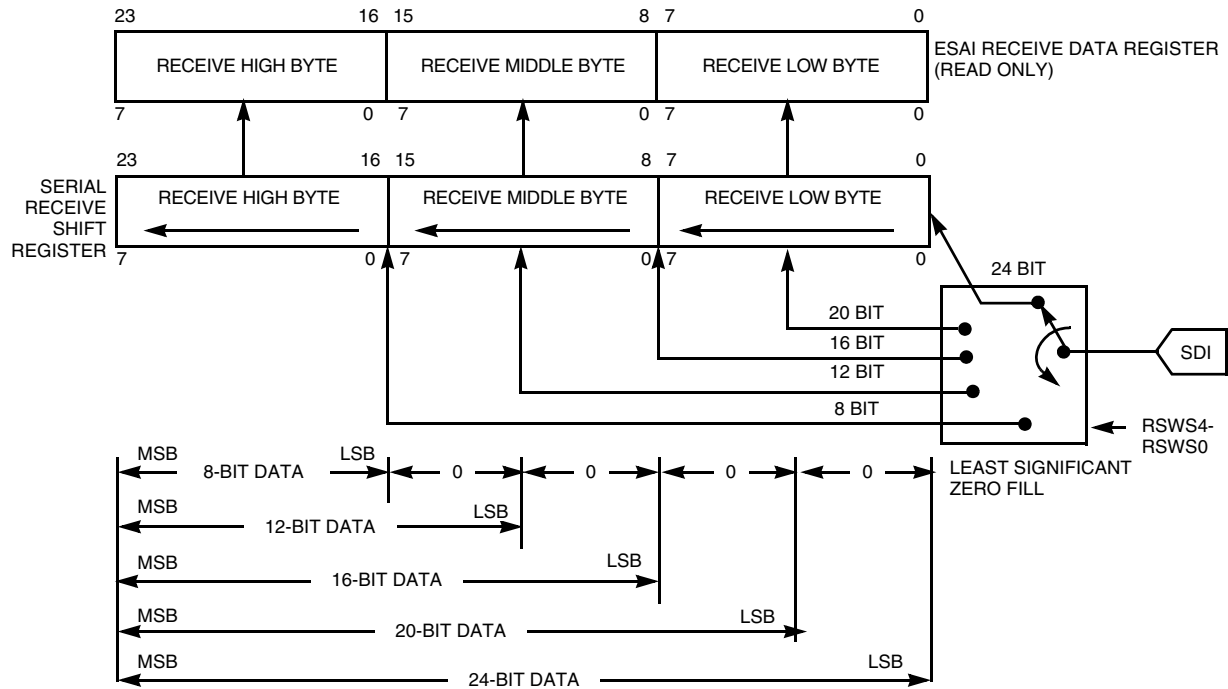 23 16 15 8 7 0
RECEIVE HIGH BYTE RECEIVE MIDDLE BYTE RECEIVE LOW BYTE
ESAI RECEIVE DATA REGISTER
(READ ONLY)
7 0 7 0 7 0
23 16 15 8 7 0
SERIAL
RECEIVE
SHIFT
REGISTER
RECEIVE HIGH BYTE RECEIVE MIDDLE BYTE RECEIVE LOW BYTE
7 0 7 0 7 0
24 BIT
20 BIT
16 BIT
12 BIT
8 BIT
SDI
RSWS4-
RSWS0
MSB LSB
8-BIT DATA 0 0 0 0
LEAST SIGNIFICANT
ZERO FILL
MSB LSB
12-BIT DATA
MSB LSB
16-BIT DATA
MSB LSB
20-BIT DATA
MSB LSB
24-BIT DATA